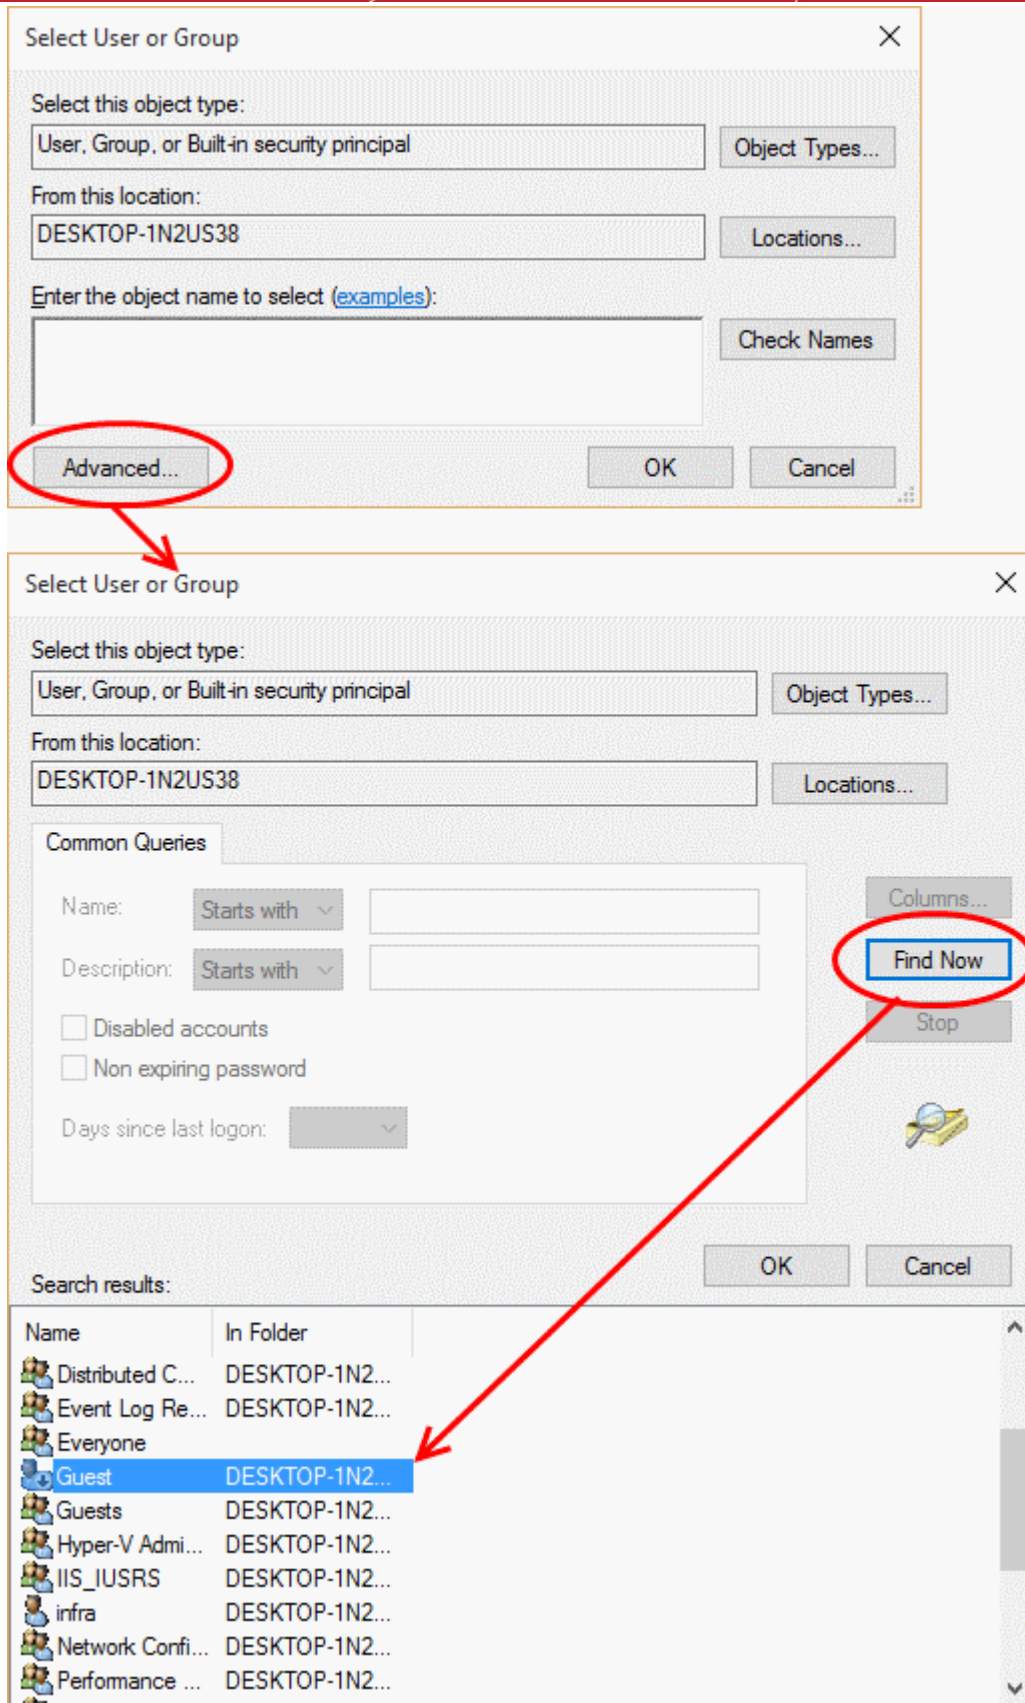 Select User or Group
Select this object type:
User, Group, or Built-in security principal
Object Types...
From this location:
DESKTOP-1N2US38
Locations...
Enter the object name to select (examples):
Check Names
Advanced...
OK
Cancel
Select User or Group
Select this object type:
User, Group, or Built-in security principal
Object Types...
From this location:
DESKTOP-1N2US38
Locations...
Common Queries
Name:
Starts with
Columns...
Description:
Starts with
Find Now
Disabled accounts
Stop
Non expiring password
Days since last logon:
OK
Cancel
Search results:
Name In Folder
Distributed C... DESKTOP-1N2...
Event Log Re... DESKTOP-1N2...
Everyone
Guest DESKTOP-1N2...
Guests DESKTOP-1N2...
Hyper-V Admi... DESKTOP-1N2...
IIS_IUSRS DESKTOP-1N2...
infra DESKTOP-1N2...
Network Confi... DESKTOP-1N2...
Performance ... DESKTOP-1N2...